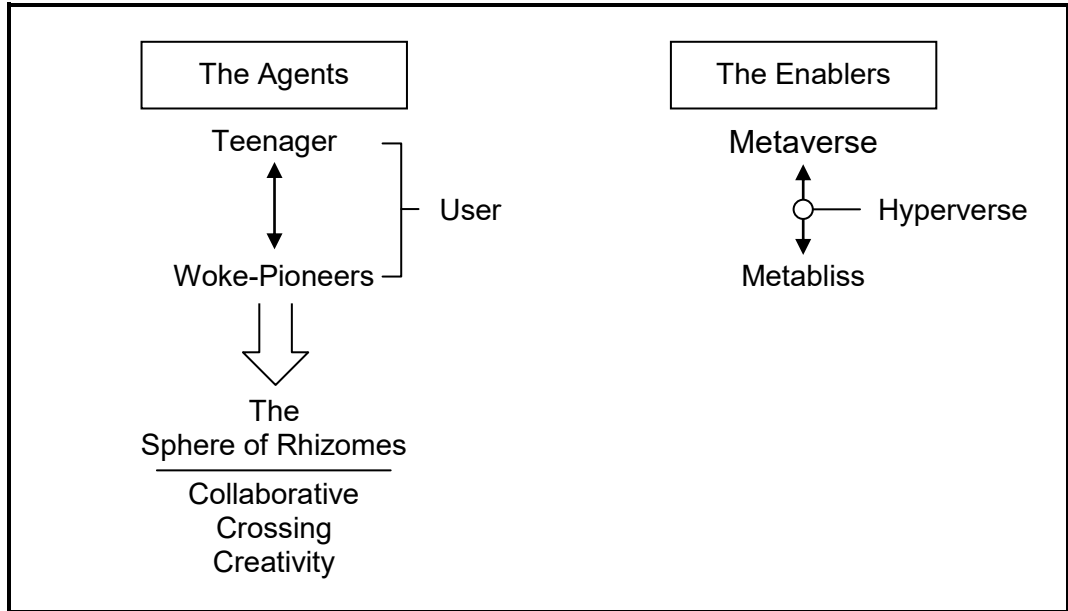 The Agents
Teenager
User
Woke-Pioneers
The
Sphere of Rhizomes
Collaborative
Crossing
Creativity
The Enablers
Metaverse
Hyperverse
Metabliss